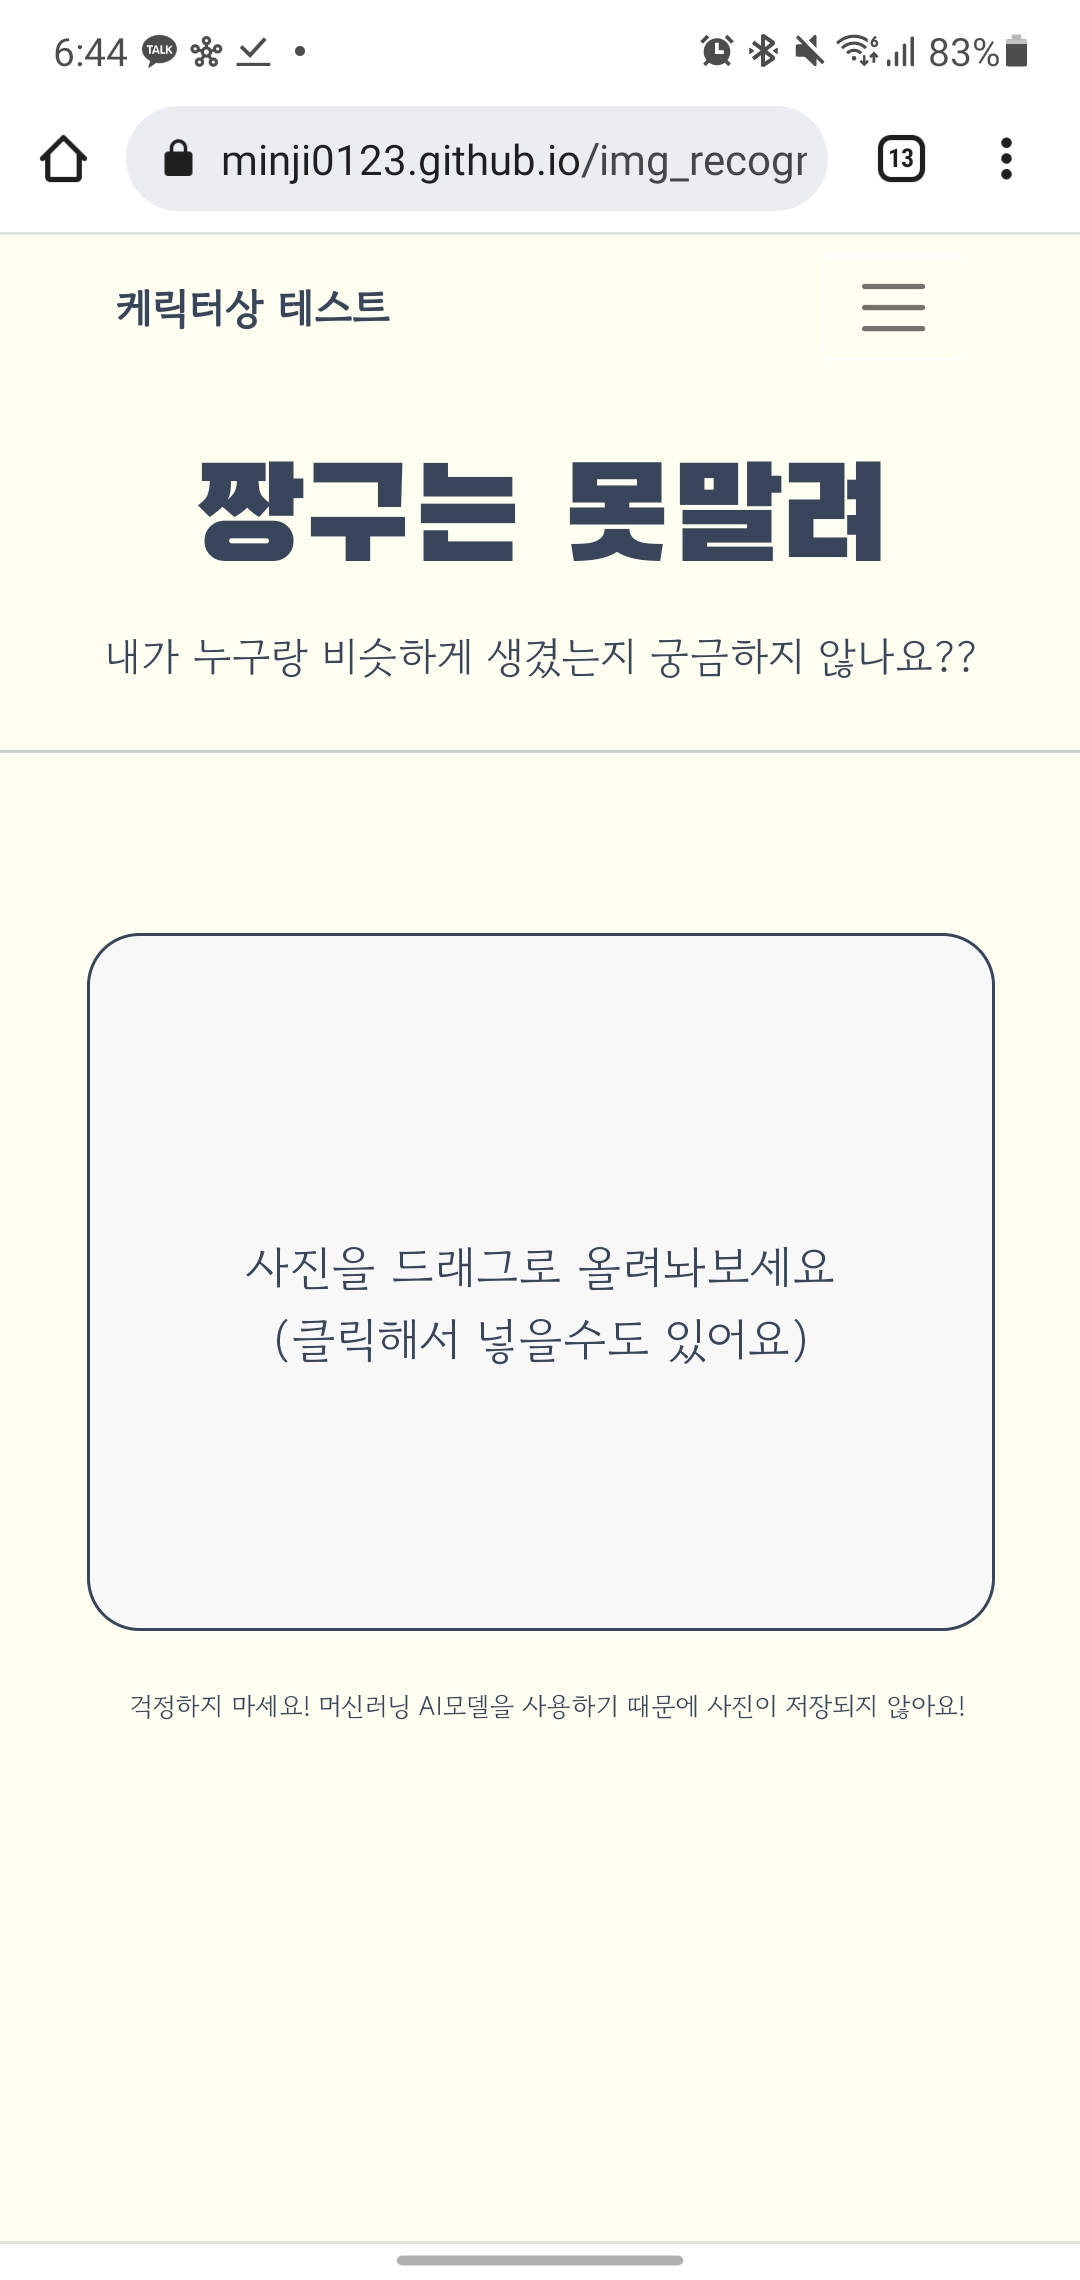 6:44 TALK 6 83%
minji0123.github.io/img_recogr 13
케릭터상 테스트
짱구는 못말려
내가 누구랑 비슷하게 생겼는지 궁금하지 않나요??
사진을 드래그로 올려놔보세요
(클릭해서 넣을수도 있어요)
걱정하지 마세요! 머신러닝 AI모델을 사용하기 때문에 사진이 저장되지 않아요!